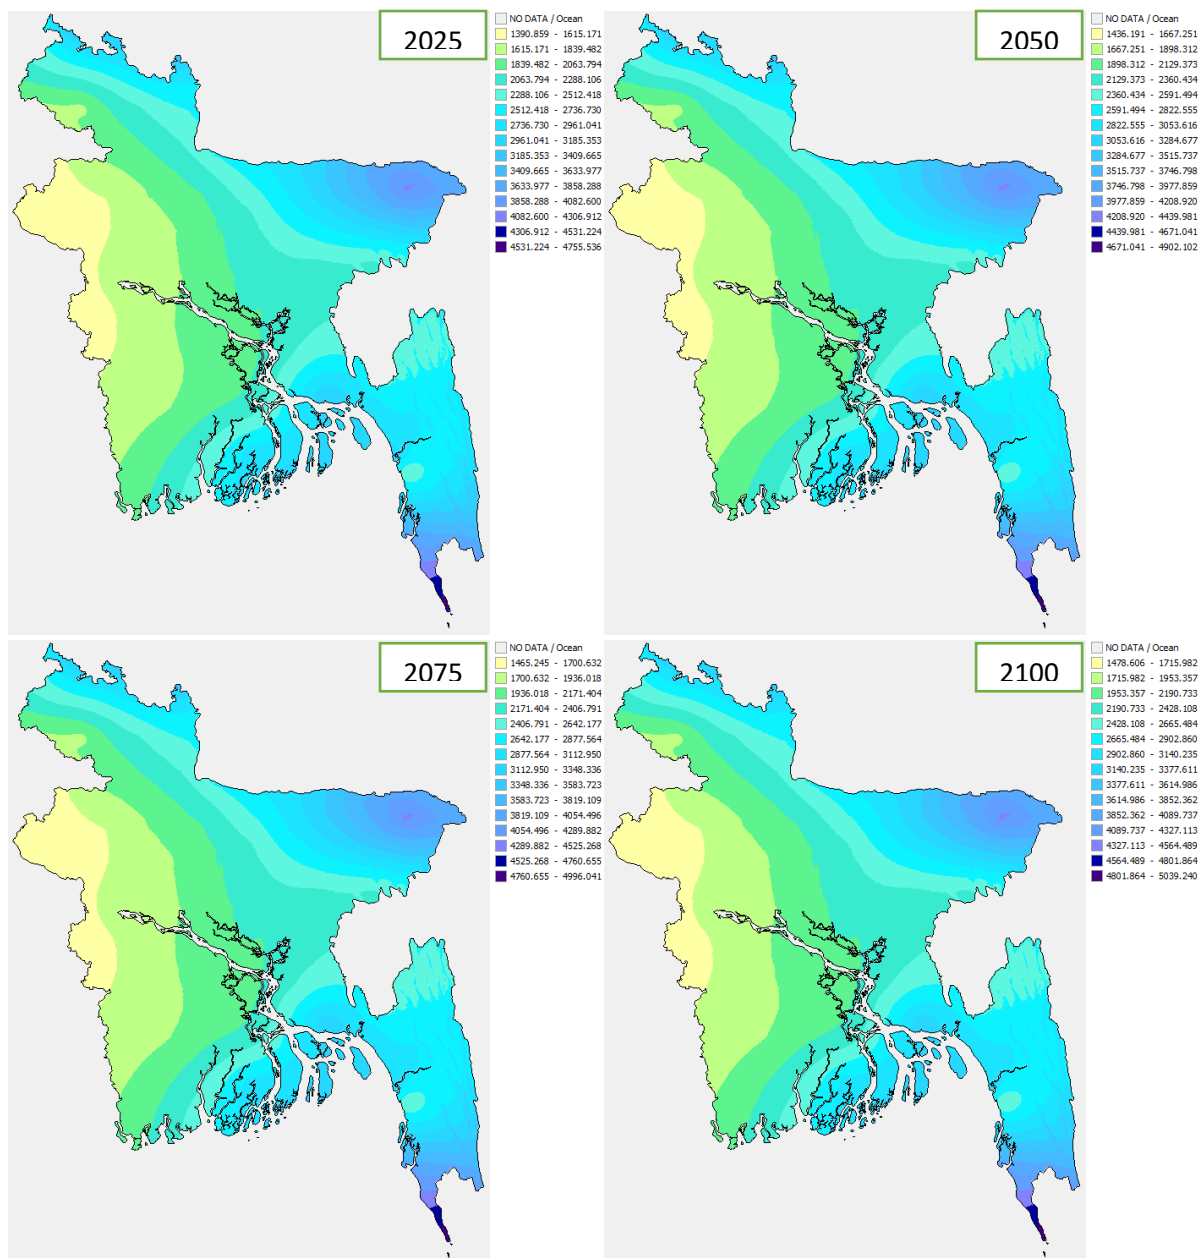 2025
NO DATA / Ocean
1390.859 - 1615.171
1615.171 - 1839.482
1839.482 - 2063.794
2063.794 - 2288.106
2288.106 - 2512.418
2512.418 - 2736.730
2736.730 - 2961.041
2961.041 - 3185.353
3185.353 - 3409.665
3409.665 - 3633.977
3633.977 - 3858.288
3858.288 - 4082.600
4082.600 - 4306.912
4306.912 - 4531.224
4531.224 - 4755.536
2050
NO DATA / Ocean
1436.191 - 1667.251
1667.251 - 1898.312
1898.312 - 2129.373
2129.373 - 2360.434
2360.434 - 2591.494
2591.494 - 2822.555
2822.555 - 3053.616
3053.616 - 3284.677
3284.677 - 3515.737
3515.737 - 3746.798
3746.798 - 3977.859
3977.859 - 4208.920
4208.920 - 4439.981
4439.981 - 4671.041
4671.041 - 4902.102
2075
NO DATA / Ocean
1465.245 - 1700.632
1700.632 - 1936.018
1936.018 - 2171.404
2171.404 - 2406.791
2406.791 - 2642.177
2642.177 - 2877.564
2877.564 - 3112.950
3112.950 - 3348.336
3348.336 - 3583.723
3583.723 - 3819.109
3819.109 - 4054.496
4054.496 - 4289.882
4289.882 - 4525.268
4525.268 - 4760.655
4760.655 - 4996.041
2100
NO DATA / Ocean
1478.606 - 1715.982
1715.982 - 1953.357
1953.357 - 2190.733
2190.733 - 2428.108
2428.108 - 2665.484
2665.484 - 2902.860
2902.860 - 3140.235
3140.235 - 3377.611
3377.611 - 3614.986
3614.986 - 3852.362
3852.362 - 4089.737
4089.737 - 4327.113
4327.113 - 4564.489
4564.489 - 4801.864
4801.864 - 5039.240